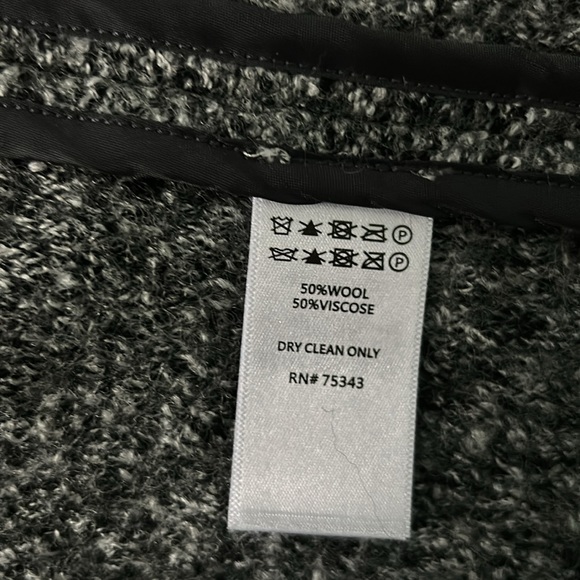 P
P
50%WOOL
50%VISCOSE
DRY CLEAN ONLY
RN# 75343